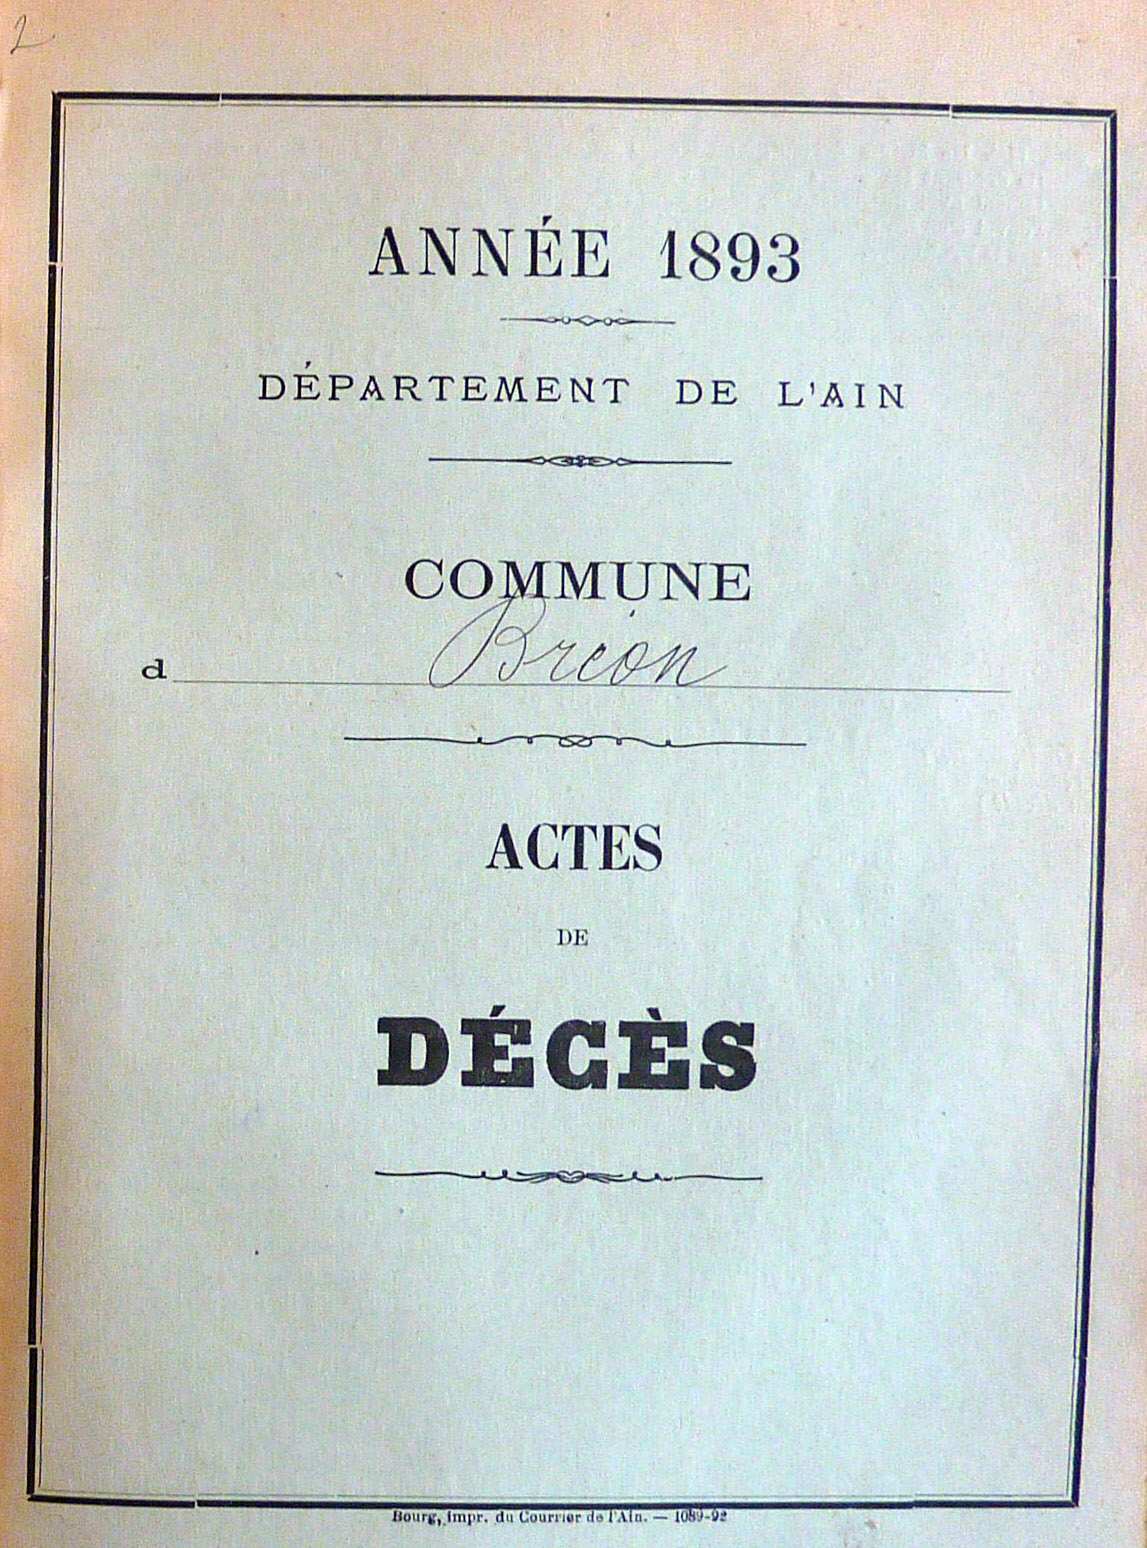 2
ANNÉE 1893
DÉPARTEMENT DE L'AIN
COMMUNE
d Brion
ACTES
DE
DÉCÈS
Bourg, impr. du Courrier de l'Ain. — 1089-92